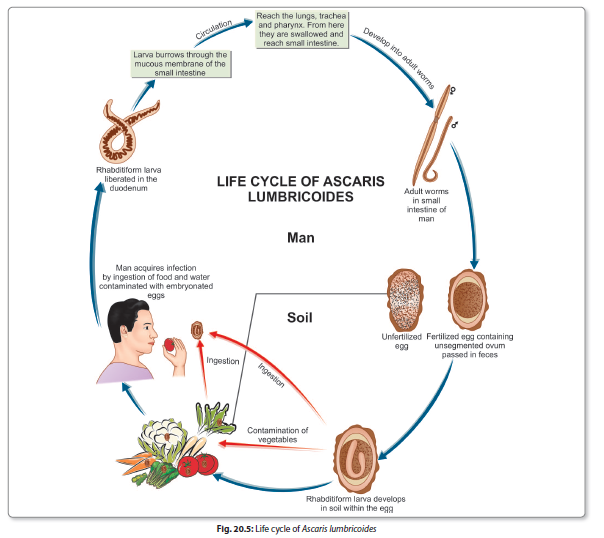 Reach the lungs, trachea
and pharynx. From here
they are swallowed and
reach small intestine.
Circulation
Develop into adult worms
Larva burrows through the
mucous membrane of the
small intestine
♀
♂
Rhabditiform larva
liberated in the
duodenum
LIFE CYCLE OF ASCARIS
LUMBRICOIDES
Adult worms
in small
intestine of
man
Man
Man acquires infection
by ingestion of food and water
contaminated with embryonated
eggs
Soil
Unfertilized
egg
Fertilized egg containing
unsegmented ovum
passed in feces
Ingestion
Ingestion
Contamination of
vegetables
Rhabditiform larva develops
in soil within the egg
Fig. 20.5: Life cycle of Ascaris lumbricoides